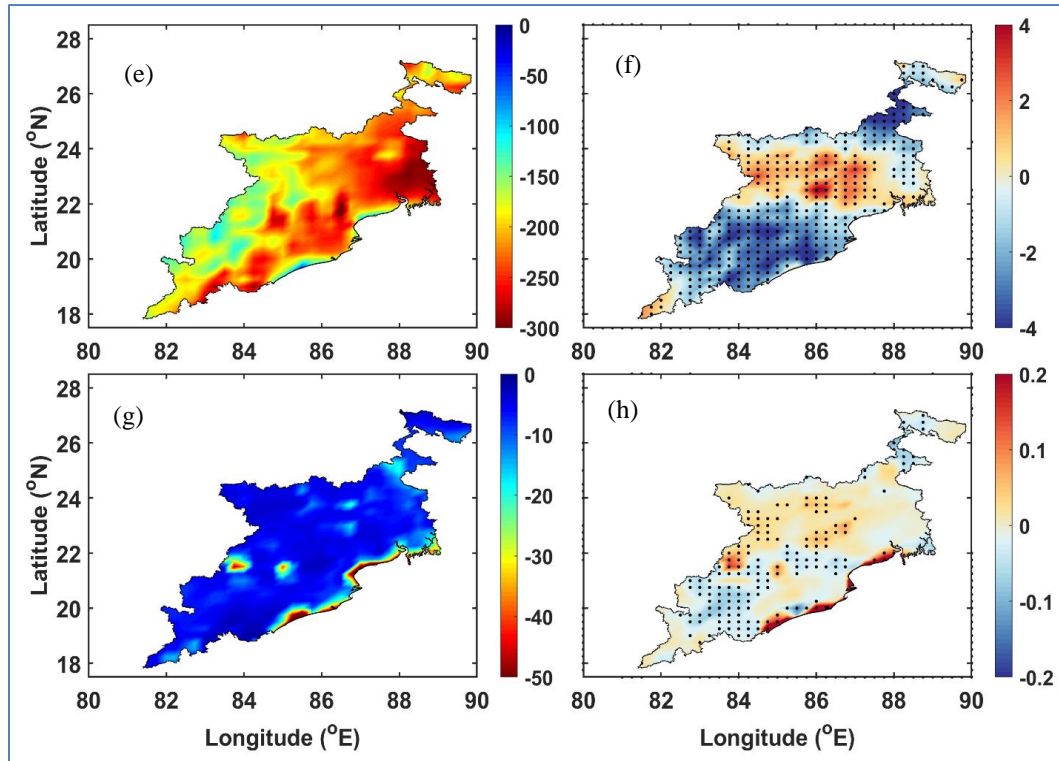 (e)
28
26
24
22
20
18
80 82 84 86 88 90
Latitude (°N)
0
-50
-100
-150
-200
-250
-300
(f)
80 82 84 86 88 90
4
2
0
-2
-4
(g)
28
26
24
22
20
18
80 82 84 86 88 90
Latitude (°N)
Longitude (°E)
0
-10
-20
-30
-40
-50
(h)
80 82 84 86 88 90
Longitude (°E)
0.2
0.1
0
-0.1
-0.2